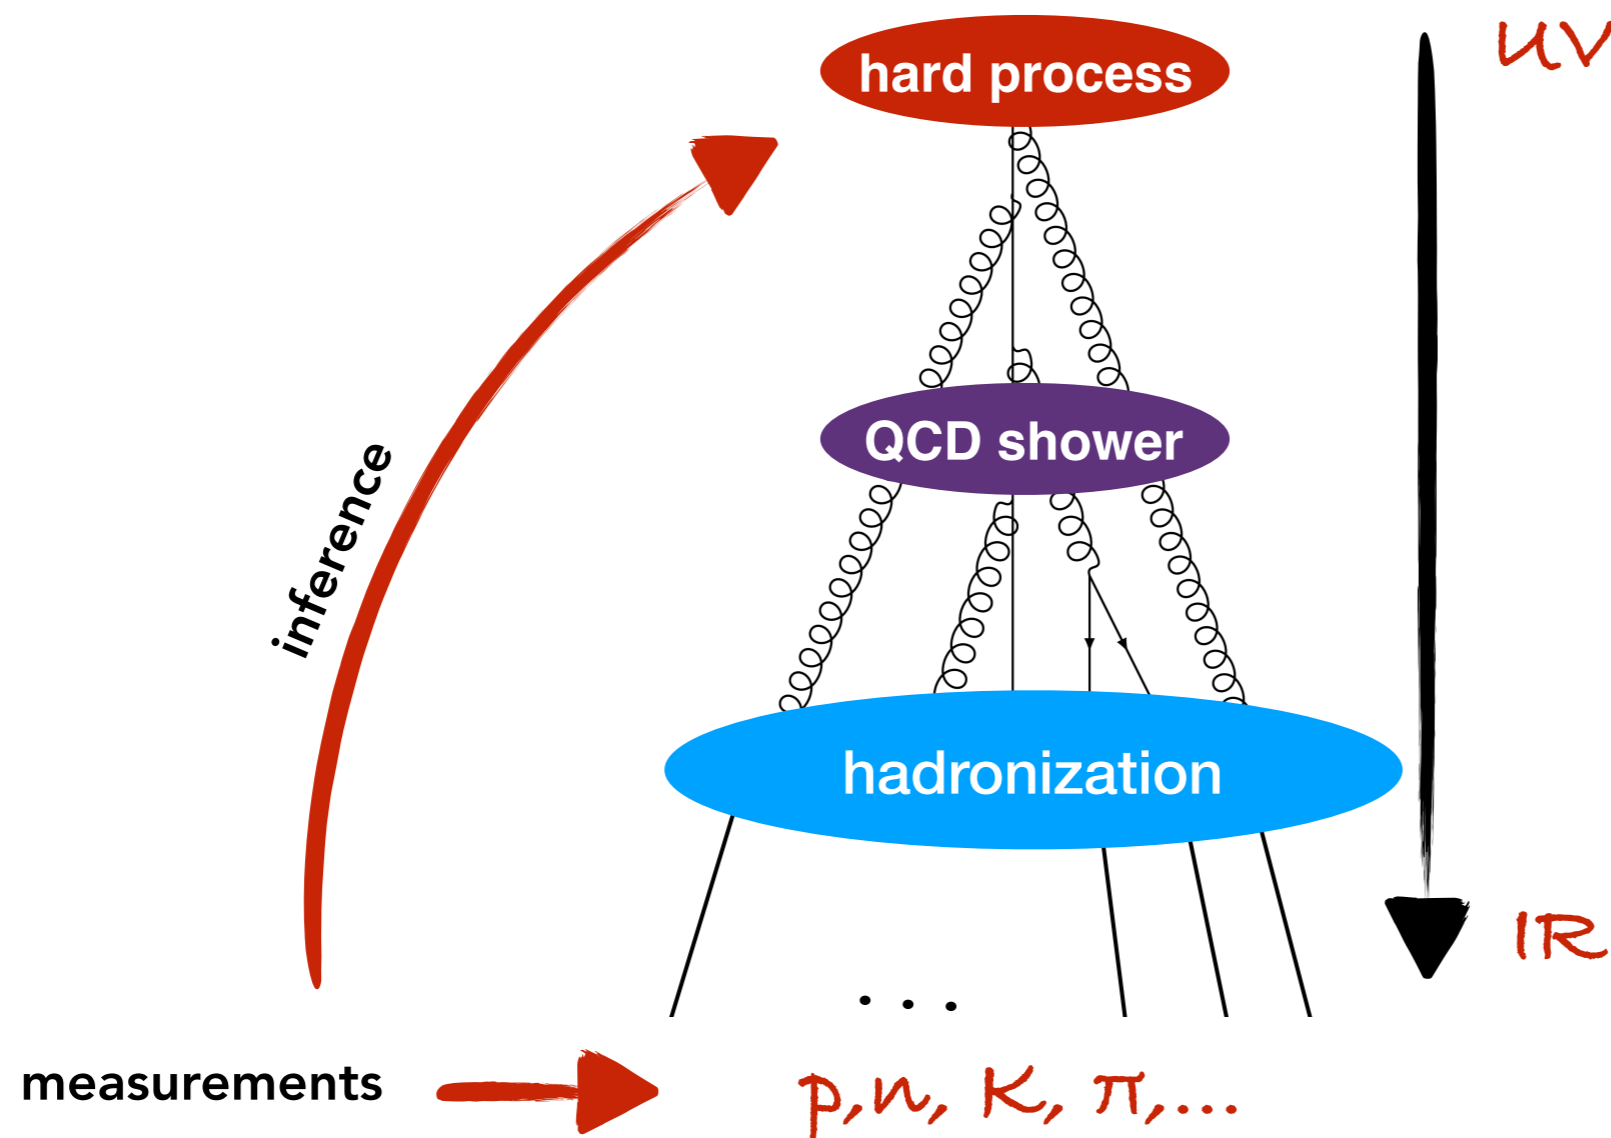 UV
hard process
QCD shower
inference
hadronization
IR
. . .
measurements
p, n, K, π,...